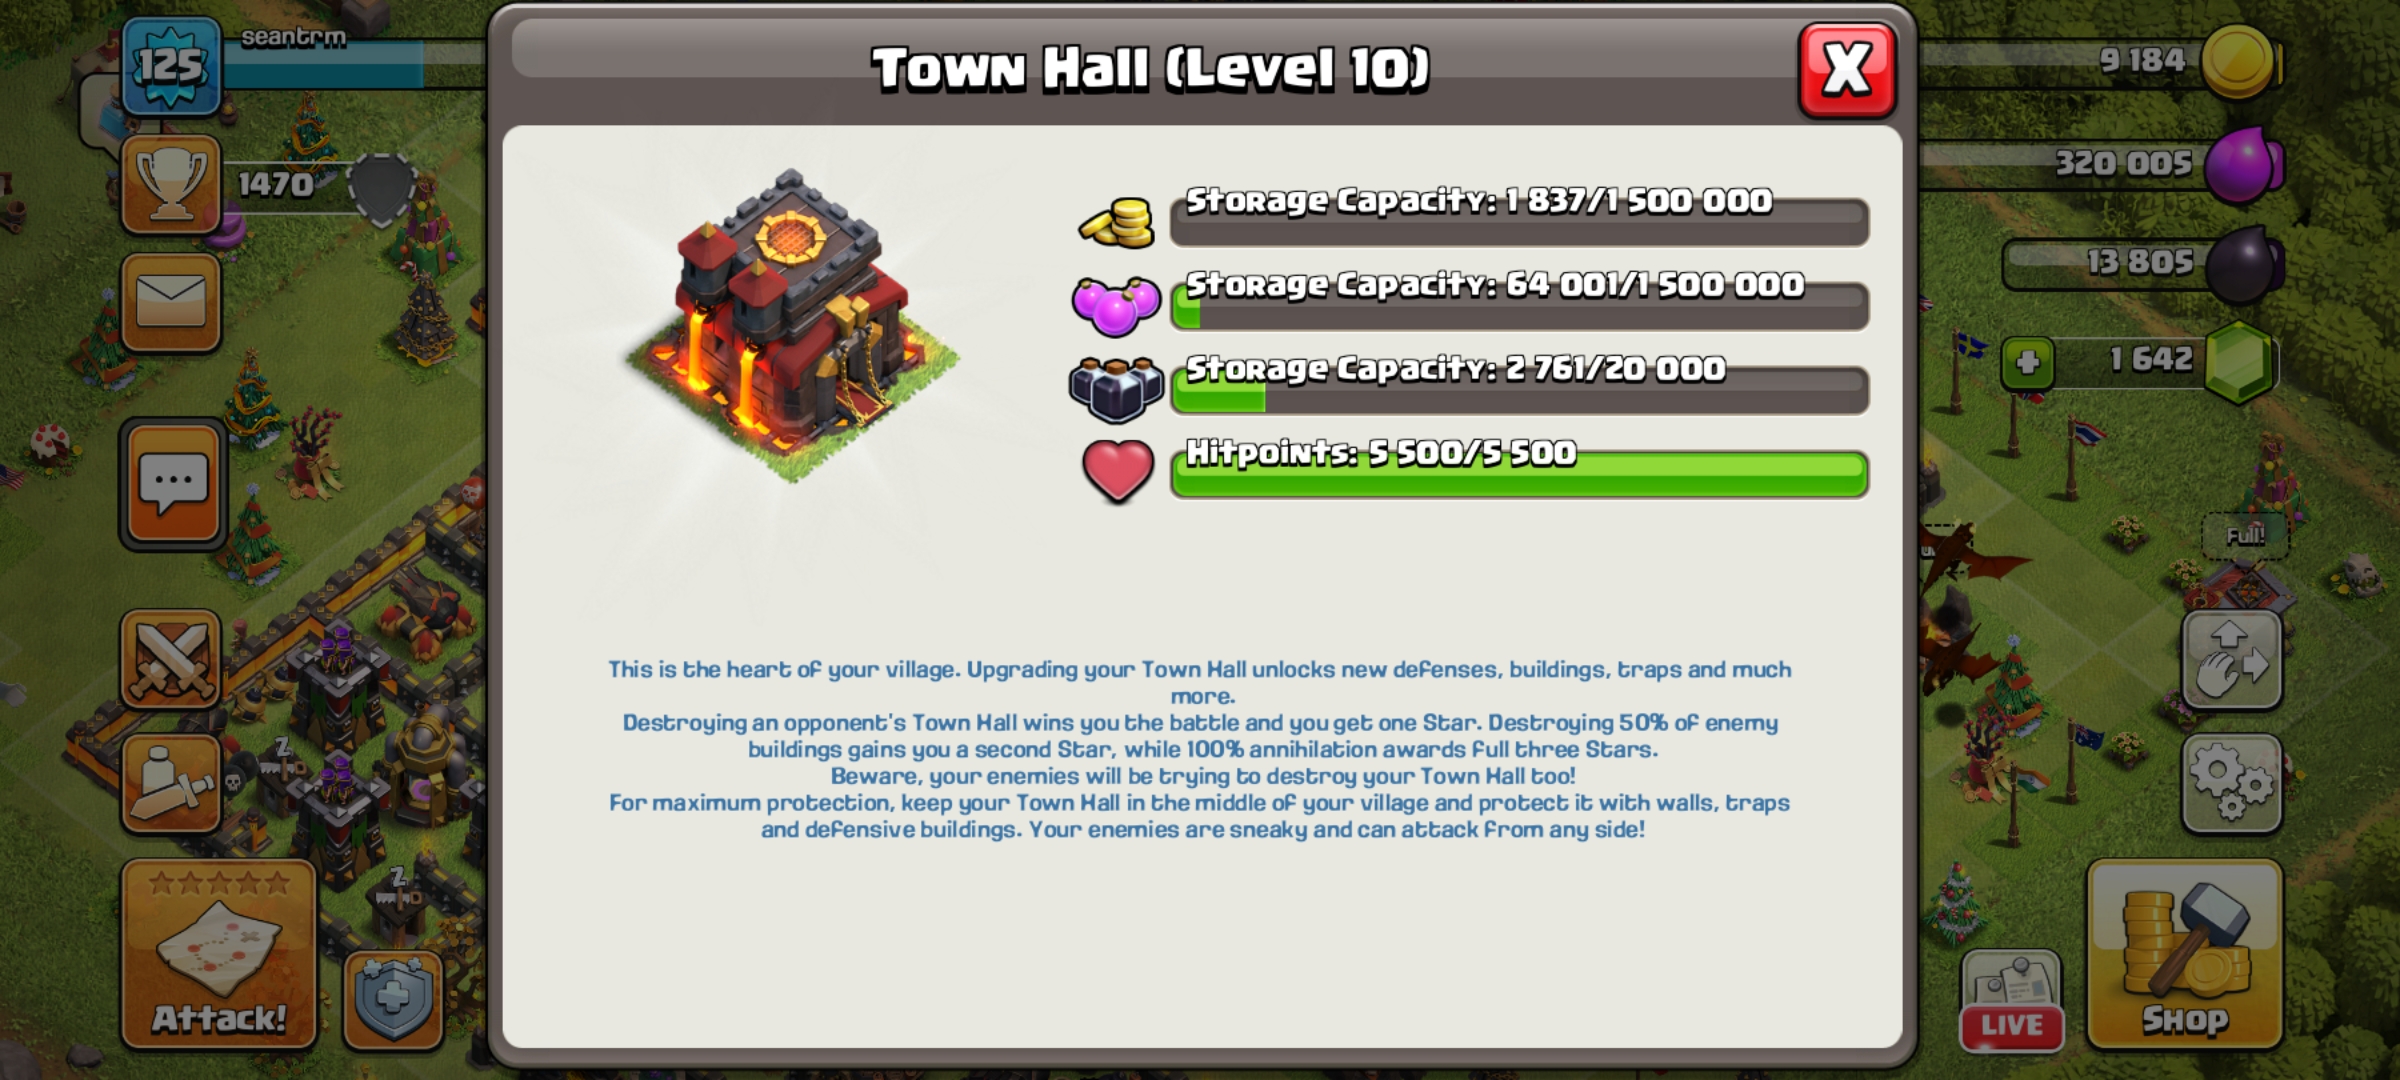 125
seantrm
1470
Town Hall (Level 10)
X
9 184
320 005
13 805
1 642
Storage Capacity: 1 837/1 500 000
Storage Capacity: 64 001/1 500 000
Storage Capacity: 2 761/20 000
Hitpoints: 5 500/5 500
Full!
This is the heart of your village. Upgrading your Town Hall unlocks new defenses, buildings, traps and much
more.
Destroying an opponent's Town Hall wins you the battle and you get one Star. Destroying 50% of enemy
buildings gains you a second Star, while 100% annihilation awards full three Stars.
Beware, your enemies will be trying to destroy your Town Hall too!
For maximum protection, keep your Town Hall in the middle of your village and protect it with walls, traps
and defensive buildings. Your enemies are sneaky and can attack from any side!
Z
Z
Attack!
LIVE
Shop